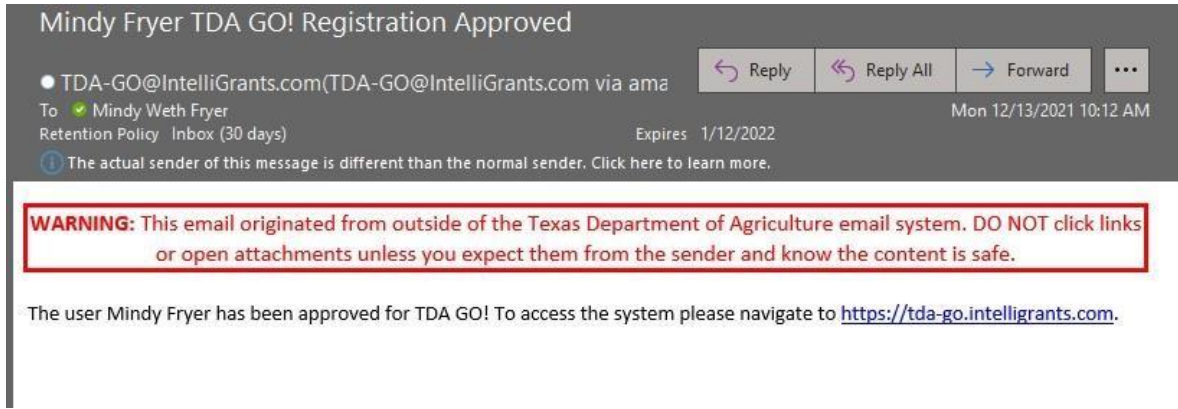 Mindy Fryer TDA GO! Registration Approved
Reply
Reply All
Forward
TDA-GO@IntelliGrants.com(TDA-GO@IntelliGrants.com via ama
To Mindy Weth Fryer
Mon 12/13/2021 10:12 AM
Retention Policy Inbox (30 days)
Expires 1/12/2022
The actual sender of this message is different than the normal sender. Click here to learn more.
WARNING: This email originated from outside of the Texas Department of Agriculture email system. DO NOT click links
or open attachments unless you expect them from the sender and know the content is safe.
The user Mindy Fryer has been approved for TDA GO! To access the system please navigate to https://tda-go.intelligrants.com.